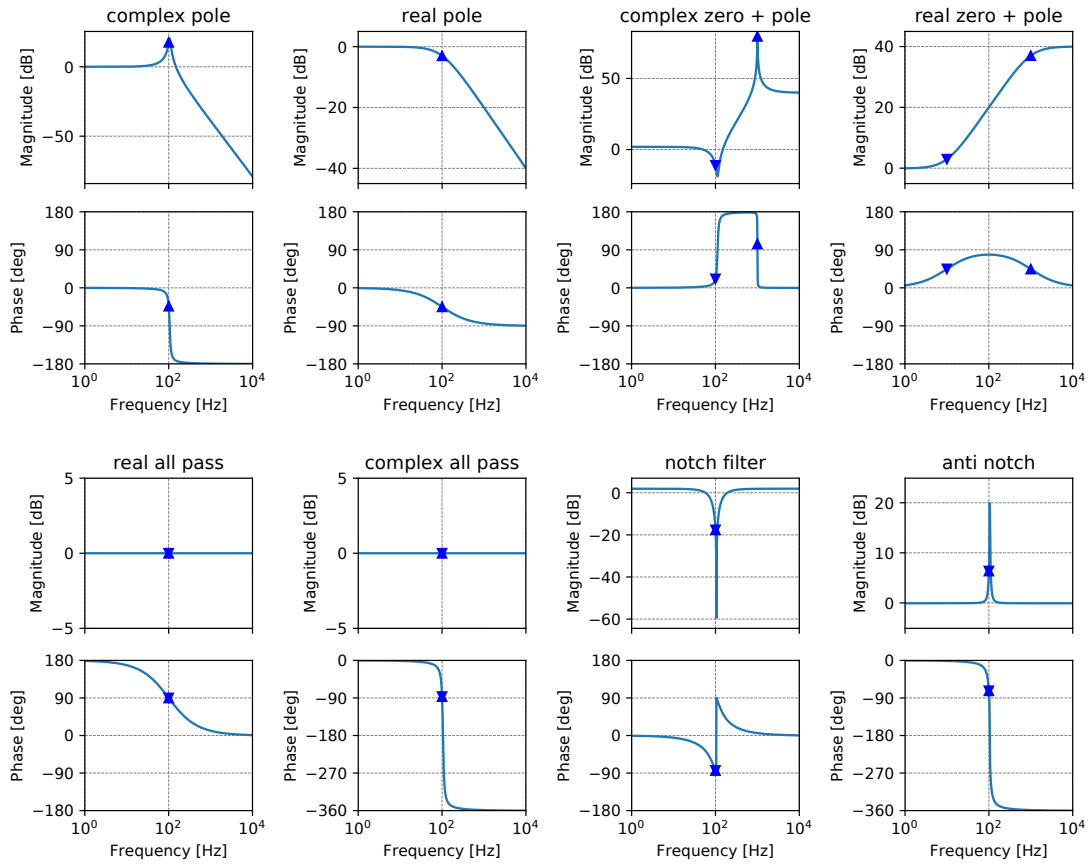 complex pole
real pole
complex zero + pole
real zero + pole
Magnitude [dB]
0
−50
Magnitude [dB]
0
−20
−40
Magnitude [dB]
50
0
Magnitude [dB]
40
20
0
Phase [deg]
180
90
0
−90
−180
10^0
10^2
10^4
Frequency [Hz]
Phase [deg]
180
90
0
−90
−180
10^0
10^2
10^4
Frequency [Hz]
Phase [deg]
180
90
0
−90
−180
10^0
10^2
10^4
Frequency [Hz]
Phase [deg]
180
90
0
−90
−180
10^0
10^2
10^4
Frequency [Hz]
real all pass
complex all pass
notch filter
anti notch
Magnitude [dB]
5
0
−5
Magnitude [dB]
5
0
−5
Magnitude [dB]
0
−20
−40
−60
Magnitude [dB]
20
10
0
Phase [deg]
180
90
0
−90
−180
10^0
10^2
10^4
Frequency [Hz]
Phase [deg]
0
−90
−180
−270
−360
10^0
10^2
10^4
Frequency [Hz]
Phase [deg]
180
90
0
−90
−180
10^0
10^2
10^4
Frequency [Hz]
Phase [deg]
0
−90
−180
−270
−360
10^0
10^2
10^4
Frequency [Hz]